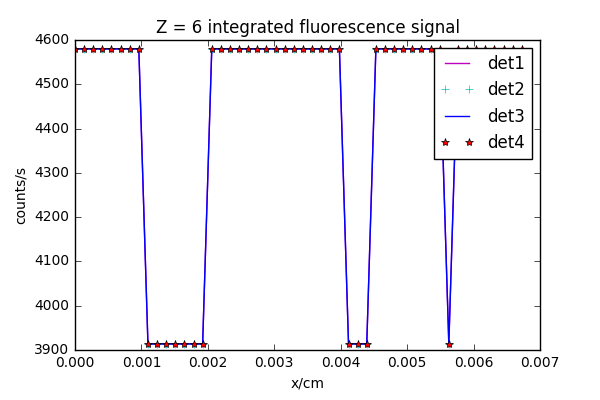 Z = 6 integrated fluorescence signal
4600
4500
4400
4300
4200
4100
4000
3900
counts/s
det1
det2
det3
det4
0.000 0.001 0.002 0.003 0.004 0.005 0.006 0.007
x/cm